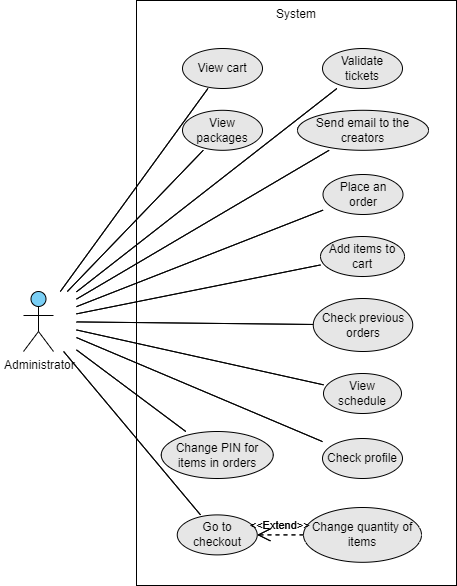 System
View cart
Validate
tickets
View
packages
Send email to the
creators
Place an
order
Add items to
cart
Check previous
orders
Administrator
View
schedule
Change PIN for
items in orders
Check profile
Go to
checkout
<<Extend>>
Change quantity of
items